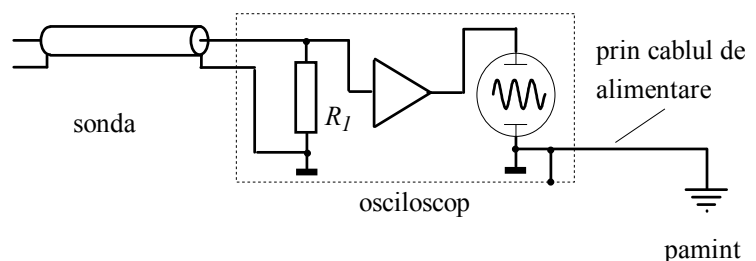 prin cablul de
alimentare
sonda
R1
osciloscop
pamint